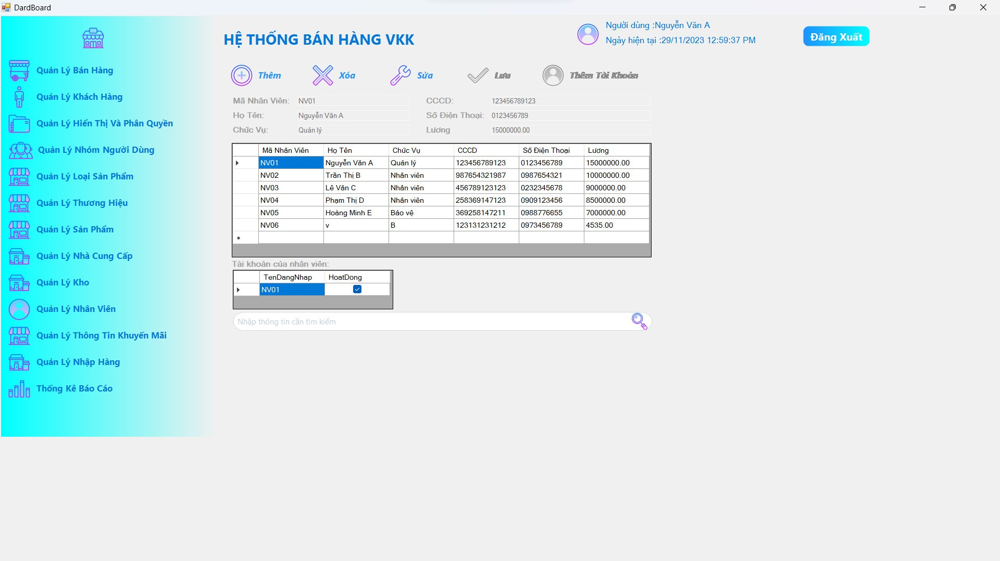 DardBoard
HỆ THỐNG BÁN HÀNG VKK
Người dùng :Nguyễn Văn A
Ngày hiện tại :29/11/2023 12:59:37 PM
Đăng Xuất
Quản Lý Bán Hàng
Quản Lý Khách Hàng
Quản Lý Hiển Thị Và Phân Quyền
Quản Lý Nhóm Người Dùng
Quản Lý Loại Sản Phẩm
Quản Lý Thương Hiệu
Quản Lý Sản Phẩm
Quản Lý Nhà Cung Cấp
Quản Lý Kho
Quản Lý Nhân Viên
Quản Lý Thông Tin Khuyến Mãi
Quản Lý Nhập Hàng
Thống Kê Báo Cáo
Thêm Xóa Sửa Lưu Thêm Tài Khoản
Mã Nhân Viên: NV01 CCCD: 123456789123
Họ Tên: Nguyễn Văn A Số Điện Thoại: 0123456789
Chức Vụ: Quản lý Lương 15000000.00
Mã Nhân Viên Họ Tên Chức Vụ CCCD Số Điện Thoại Lương
NV01 Nguyễn Văn A Quản lý 123456789123 0123456789 15000000.00
NV02 Trần Thị B Nhân viên 987654321987 0987654321 10000000.00
NV03 Lê Văn C Nhân viên 456789123123 0232345678 9000000.00
NV04 Phạm Thị D Nhân viên 258369147123 0909123456 8500000.00
NV05 Hoàng Minh E Bảo vệ 369258147211 0988776655 7000000.00
NV06 v B 123131231212 0973456789 4535.00
Tài khoản của nhân viên:
TenDangNhap HoatDong
NV01
Nhập thông tin cần tìm kiếm